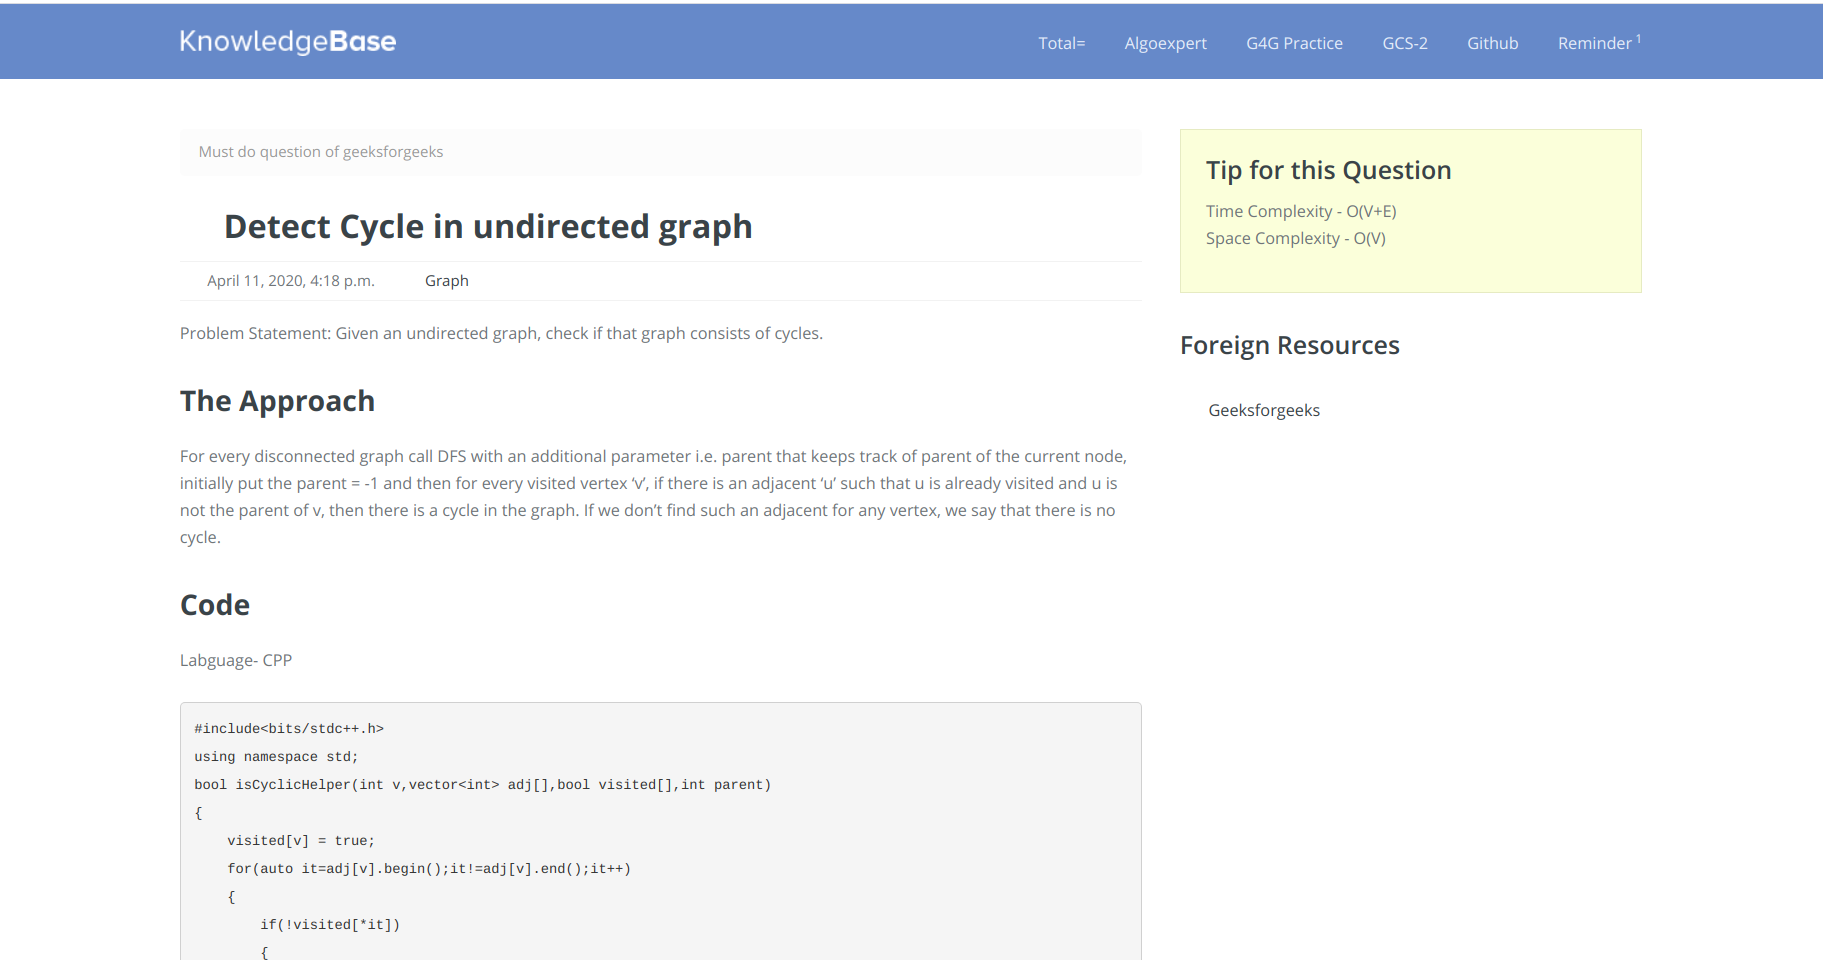 KnowledgeBase
Total= Algoexpert G4G Practice GCS-2 Github Reminder 1
Must do question of geeksforgeeks
Detect Cycle in undirected graph
April 11, 2020, 4:18 p.m. Graph
Problem Statement: Given an undirected graph, check if that graph consists of cycles.
The Approach
For every disconnected graph call DFS with an additional parameter i.e. parent that keeps track of parent of the current node,
initially put the parent = -1 and then for every visited vertex ‘v’, if there is an adjacent ‘u’ such that u is already visited and u is
not the parent of v, then there is a cycle in the graph. If we don’t find such an adjacent for any vertex, we say that there is no
cycle.
Code
Labguage- CPP
#include<bits/stdc++.h>
using namespace std;
bool isCyclicHelper(int v,vector<int> adj[],bool visited[],int parent)
{
    visited[v] = true;
    for(auto it=adj[v].begin();it!=adj[v].end();it++)
    {
        if(!visited[*it])
        {
Tip for this Question
Time Complexity - O(V+E)
Space Complexity - O(V)
Foreign Resources
Geeksforgeeks